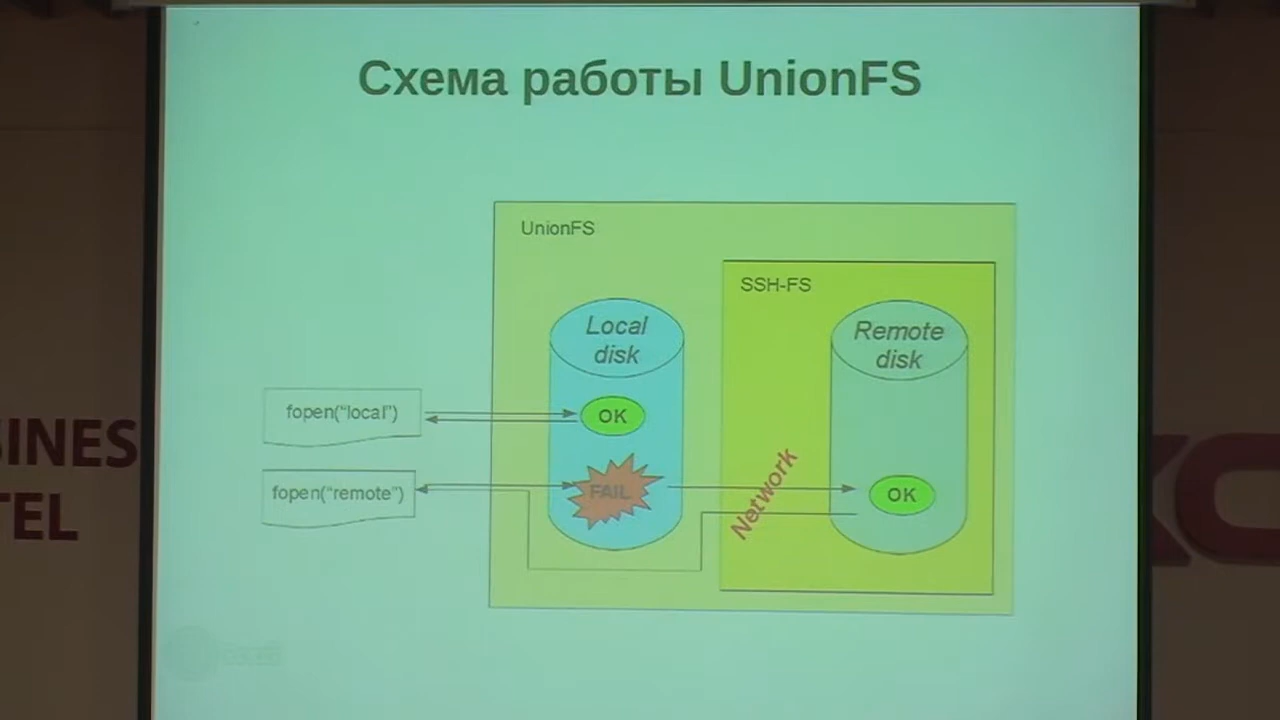 Схема работы UnionFS
UnionFS
SSH-FS
Local
disk
Remote
disk
fopen("local")
OK
fopen("remote")
FAIL
Network
OK
SINES
TEL